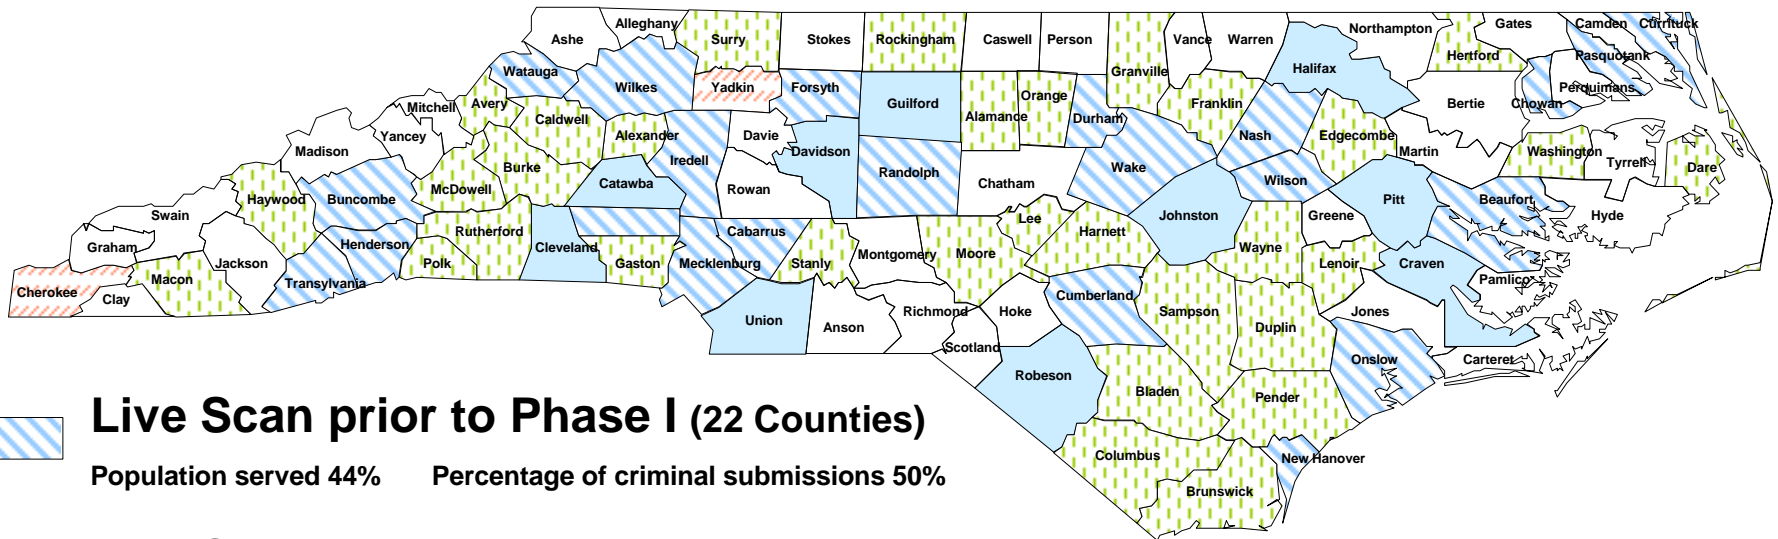 Alleghany
Northampton
Gates
Camden
Currituck
Ashe
Surry
Stokes
Rockingham
Caswell
Person
Vance
Warren
Hertford
Pasquotank
Watauga
Wilkes
Yadkin
Forsyth
Granville
Halifax
Perquimans
Mitchell
Avery
Guilford
Orange
Franklin
Bertie
Chowan
Caldwell
Alamance
Durham
Yancey
Alexander
Davie
Nash
Edgecombe
Madison
Iredell
Davidson
Martin
Washington
Tyrrell
Burke
Wake
Dare
McDowell
Catawba
Rowan
Randolph
Chatham
Wilson
Haywood
Buncombe
Pitt
Beaufort
Swain
Lee
Johnston
Greene
Hyde
Rutherford
Cabarrus
Harnett
Graham
Henderson
Cleveland
Wayne
Jackson
Polk
Gaston
Mecklenburg
Stanly
Montgomery
Moore
Lenoir
Craven
Macon
Transylvania
Pamlico
Cherokee
Clay
Cumberland
Union
Anson
Richmond
Hoke
Sampson
Jones
Duplin
Scotland
Onslow
Carteret
Robeson
Bladen
Pender
Columbus
New Hanover
Brunswick
Live Scan prior to Phase I (22 Counties)
Population served 44% Percentage of criminal submissions 50%